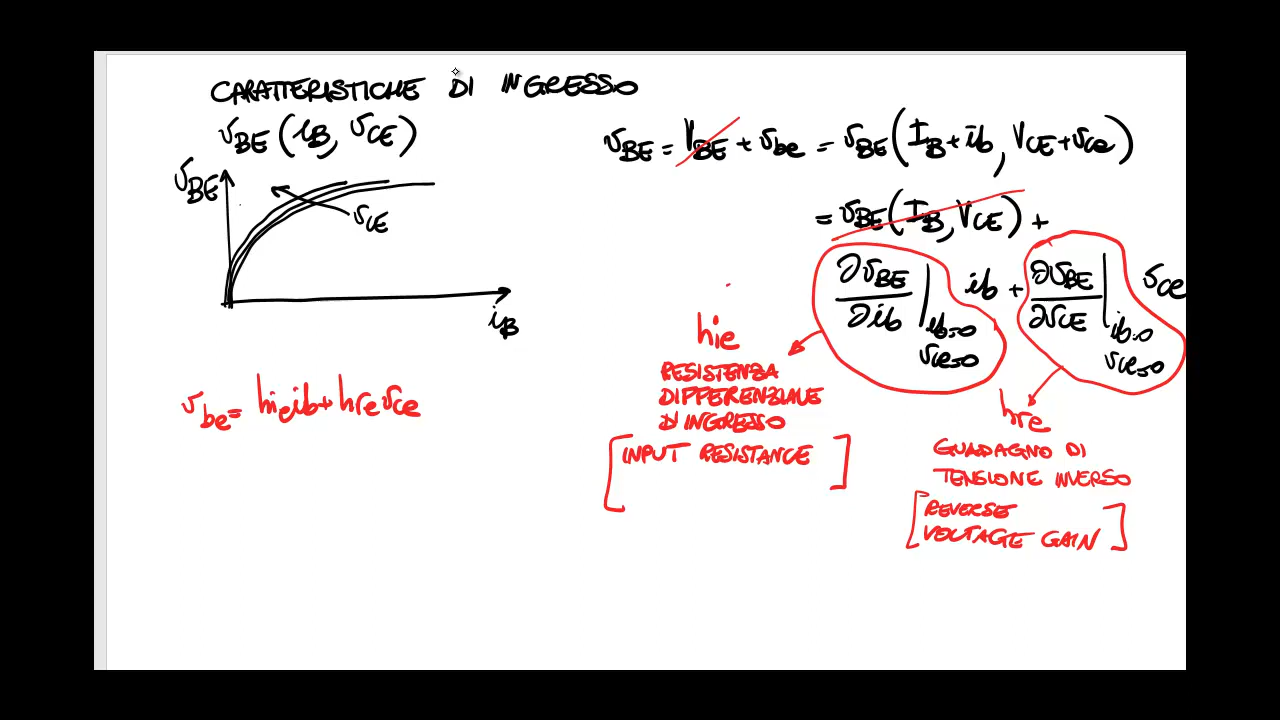 CARATTERISTICHE DI INGRESSO
vBE (iB, vCE)
vBE
vCE
iB
vbe = hie ib + hre vce
vBE = VBE + vbe = vBE (IB + ib, VCE + vce)
= vBE (IB, VCE) +
∂vBE/∂ib | ib=0 vce=0 ib + ∂vBE/∂vCE | ib=0 vce=0 vce
hie
RESISTENZA
DIFFERENZIALE
D'INGRESSO
[INPUT RESISTANCE]
hre
GUADAGNO DI
TENSIONE INVERSO
[REVERSE
VOLTAGE GAIN]